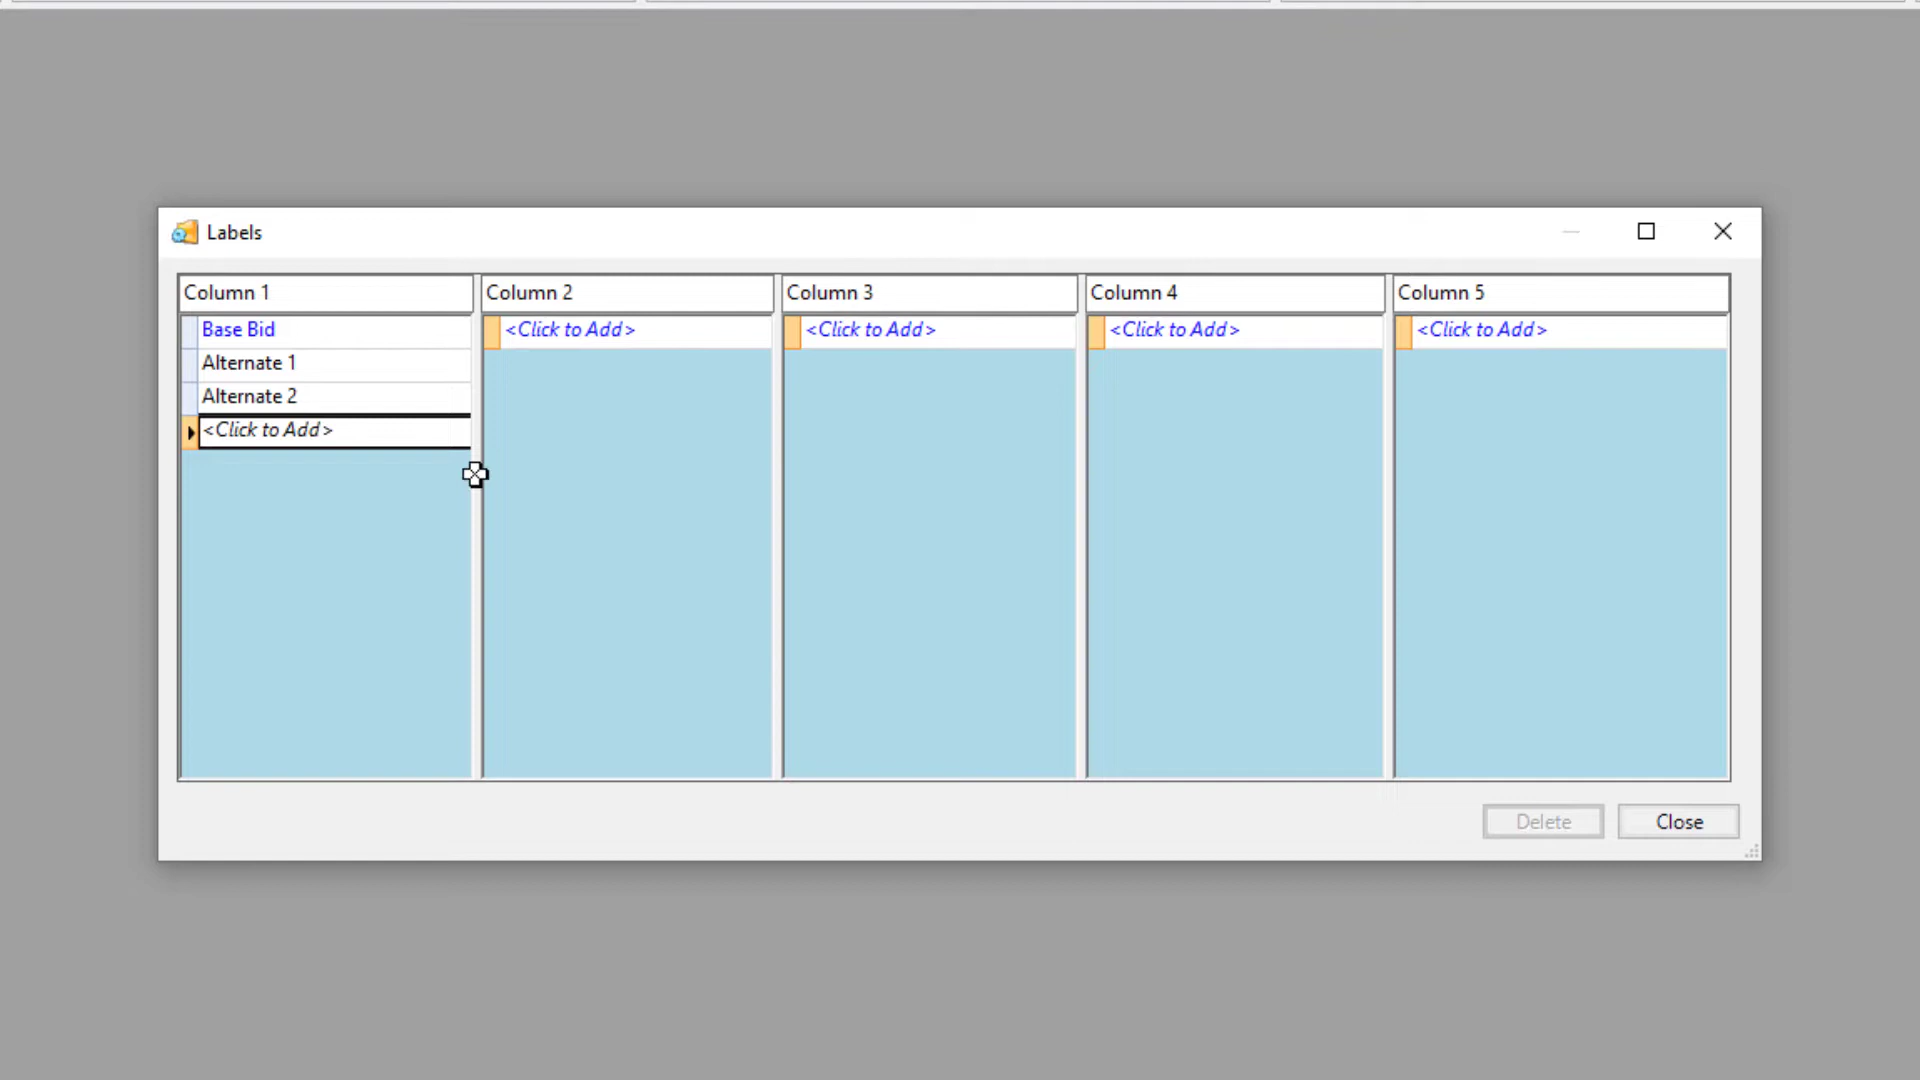 Labels
Column 1 Column 2 Column 3 Column 4 Column 5
Base Bid <Click to Add> <Click to Add> <Click to Add> <Click to Add>
Alternate 1
Alternate 2
<Click to Add>
Delete Close